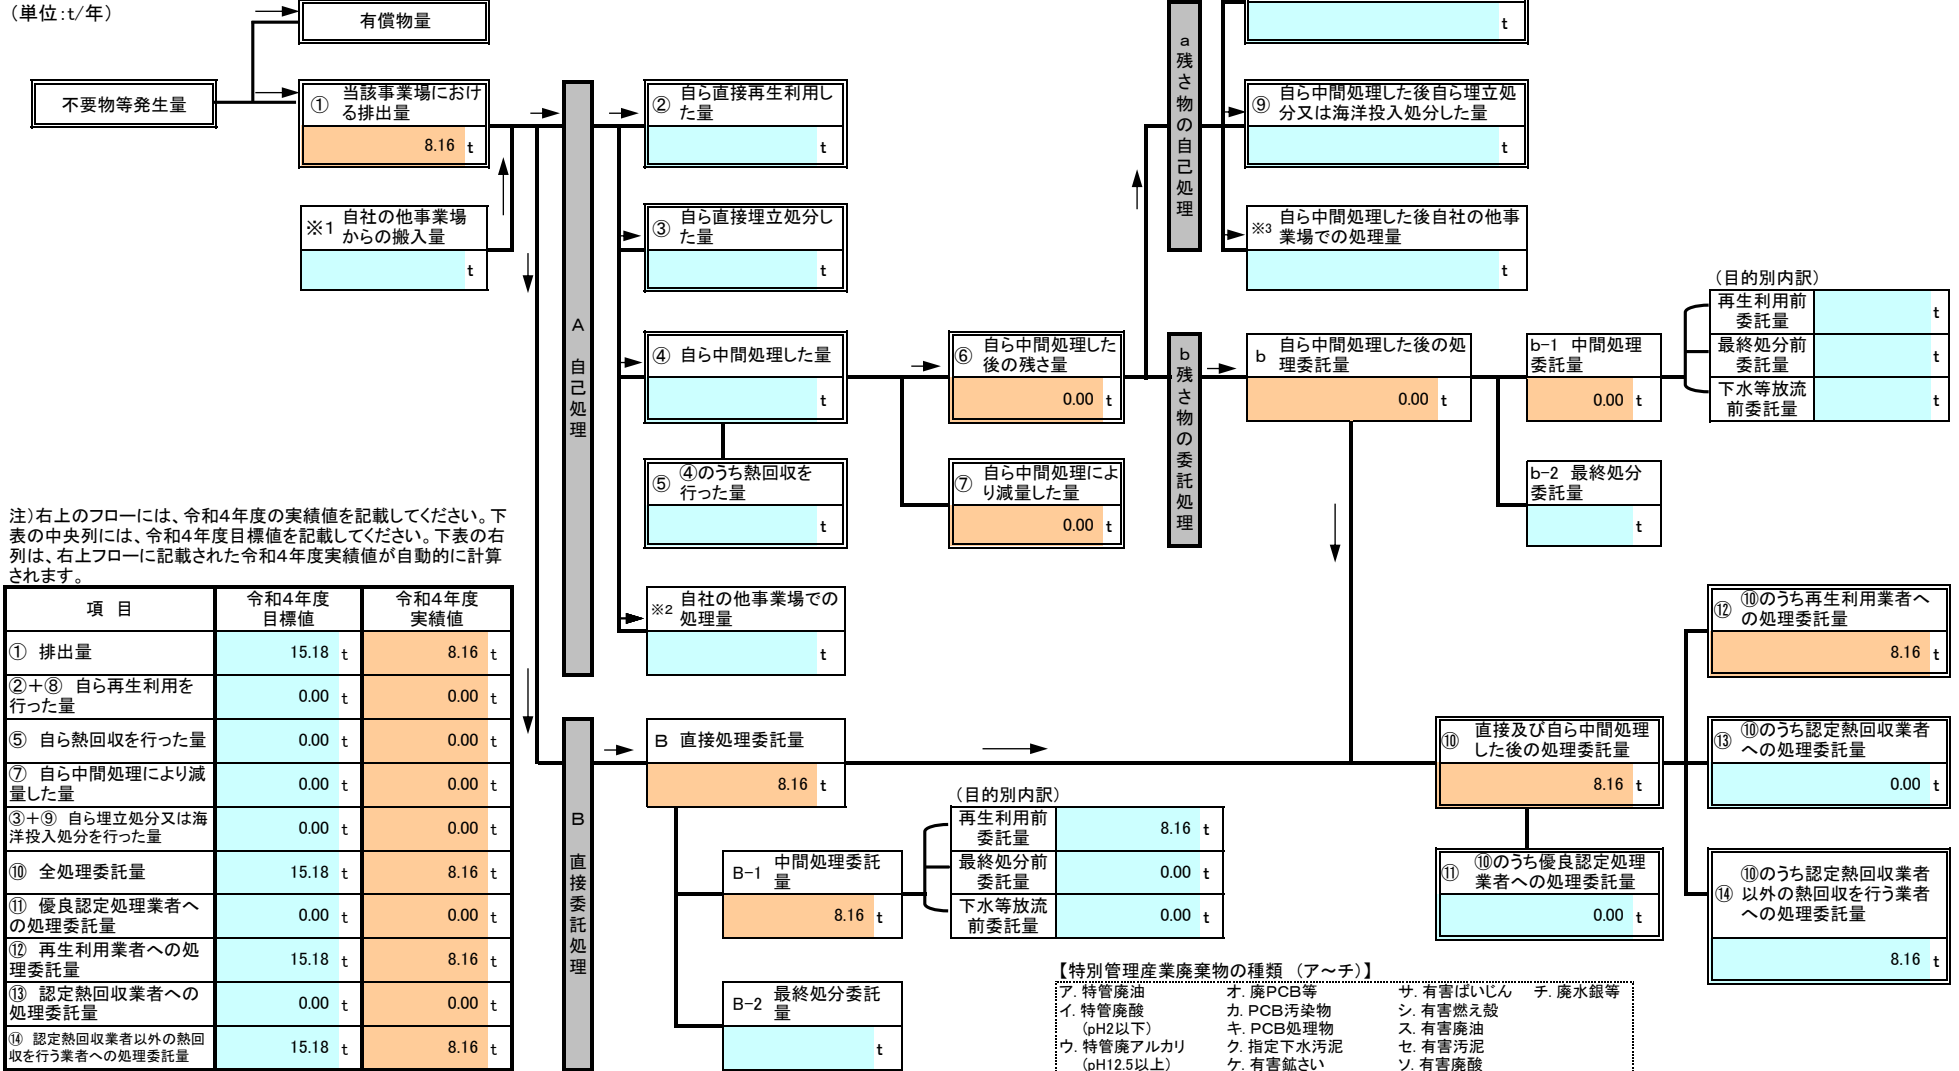 （単位：t/年）
有償物量
不要物等発生量
① 当該事業場におけ
る排出量
8.16 t
※1 自社の他事業場
からの搬入量
t
A 自己処理
② 自ら直接再生利用し
た量
t
③ 自ら直接埋立処分し
た量
t
④ 自ら中間処理した量
t
⑤ ④のうち熱回収を
行った量
t
※2 自社の他事業場での
処理量
t
⑥ 自ら中間処理した
後の残さ量
0.00 t
⑦ 自ら中間処理によ
り減量した量
0.00 t
a 残さ物の自己処理
t
⑨ 自ら中間処理した後自ら埋立処
分又は海洋投入処分した量
t
※3 自ら中間処理した後自社の他事
業場での処理量
t
b 残さ物の委託処理
b 自ら中間処理した後の処
理委託量
0.00 t
b-1 中間処理
委託量
0.00 t
b-2 最終処分
委託量
t
（目的別内訳）
再生利用前
委託量
t
最終処分前
委託量
t
下水等放流
前委託量
t
注）右上のフローには、令和4年度の実績値を記載してください。下
表の中央列には、令和4年度目標値を記載してください。下表の右
列は、右上フローに記載された令和4年度実績値が自動的に計算
されます。
項 目 令和4年度 目標値 令和4年度 実績値
① 排出量 15.18 t 8.16 t
②＋⑧ 自ら再生利用を
行った量 0.00 t 0.00 t
⑤ 自ら熱回収を行った量 0.00 t 0.00 t
⑦ 自ら中間処理により減
量した量 0.00 t 0.00 t
③＋⑨ 自ら埋立処分又は海
洋投入処分を行った量 0.00 t 0.00 t
⑩ 全処理委託量 15.18 t 8.16 t
⑪ 優良認定処理業者へ
の処理委託量 0.00 t 0.00 t
⑫ 再生利用業者への処
理委託量 15.18 t 8.16 t
⑬ 認定熱回収業者への
処理委託量 0.00 t 0.00 t
⑭ 認定熱回収業者以外の熱回
収を行う業者への処理委託量 15.18 t 8.16 t
B 直接委託処理
B 直接処理委託量
8.16 t
B-1 中間処理委託
量
8.16 t
B-2 最終処分委託
量
t
（目的別内訳）
再生利用前
委託量
8.16 t
最終処分前
委託量
0.00 t
下水等放流
前委託量
0.00 t
⑩ 直接及び自ら中間処理
した後の処理委託量
8.16 t
⑪ ⑩のうち優良認定処理
業者への処理委託量
0.00 t
⑫ ⑩のうち再生利用業者へ
の処理委託量
8.16 t
⑬ ⑩のうち認定熱回収業者
への処理委託量
0.00 t
⑭ ⑩のうち認定熱回収業者
以外の熱回収を行う業者
への処理委託量
8.16 t
【特別管理産業廃棄物の種類 （ア～チ）】
ア. 特管廃油 オ. 廃PCB等 サ. 有害ばいじん チ. 廃水銀等
イ. 特管廃酸 カ. PCB汚染物 シ. 有害燃え殻
（pH2以下） キ. PCB処理物 ス. 有害廃油
ウ. 特管廃アルカリ ク. 指定下水汚泥 セ. 有害汚泥
（pH12.5以上） ケ. 有害鉱さい ソ. 有害廃酸